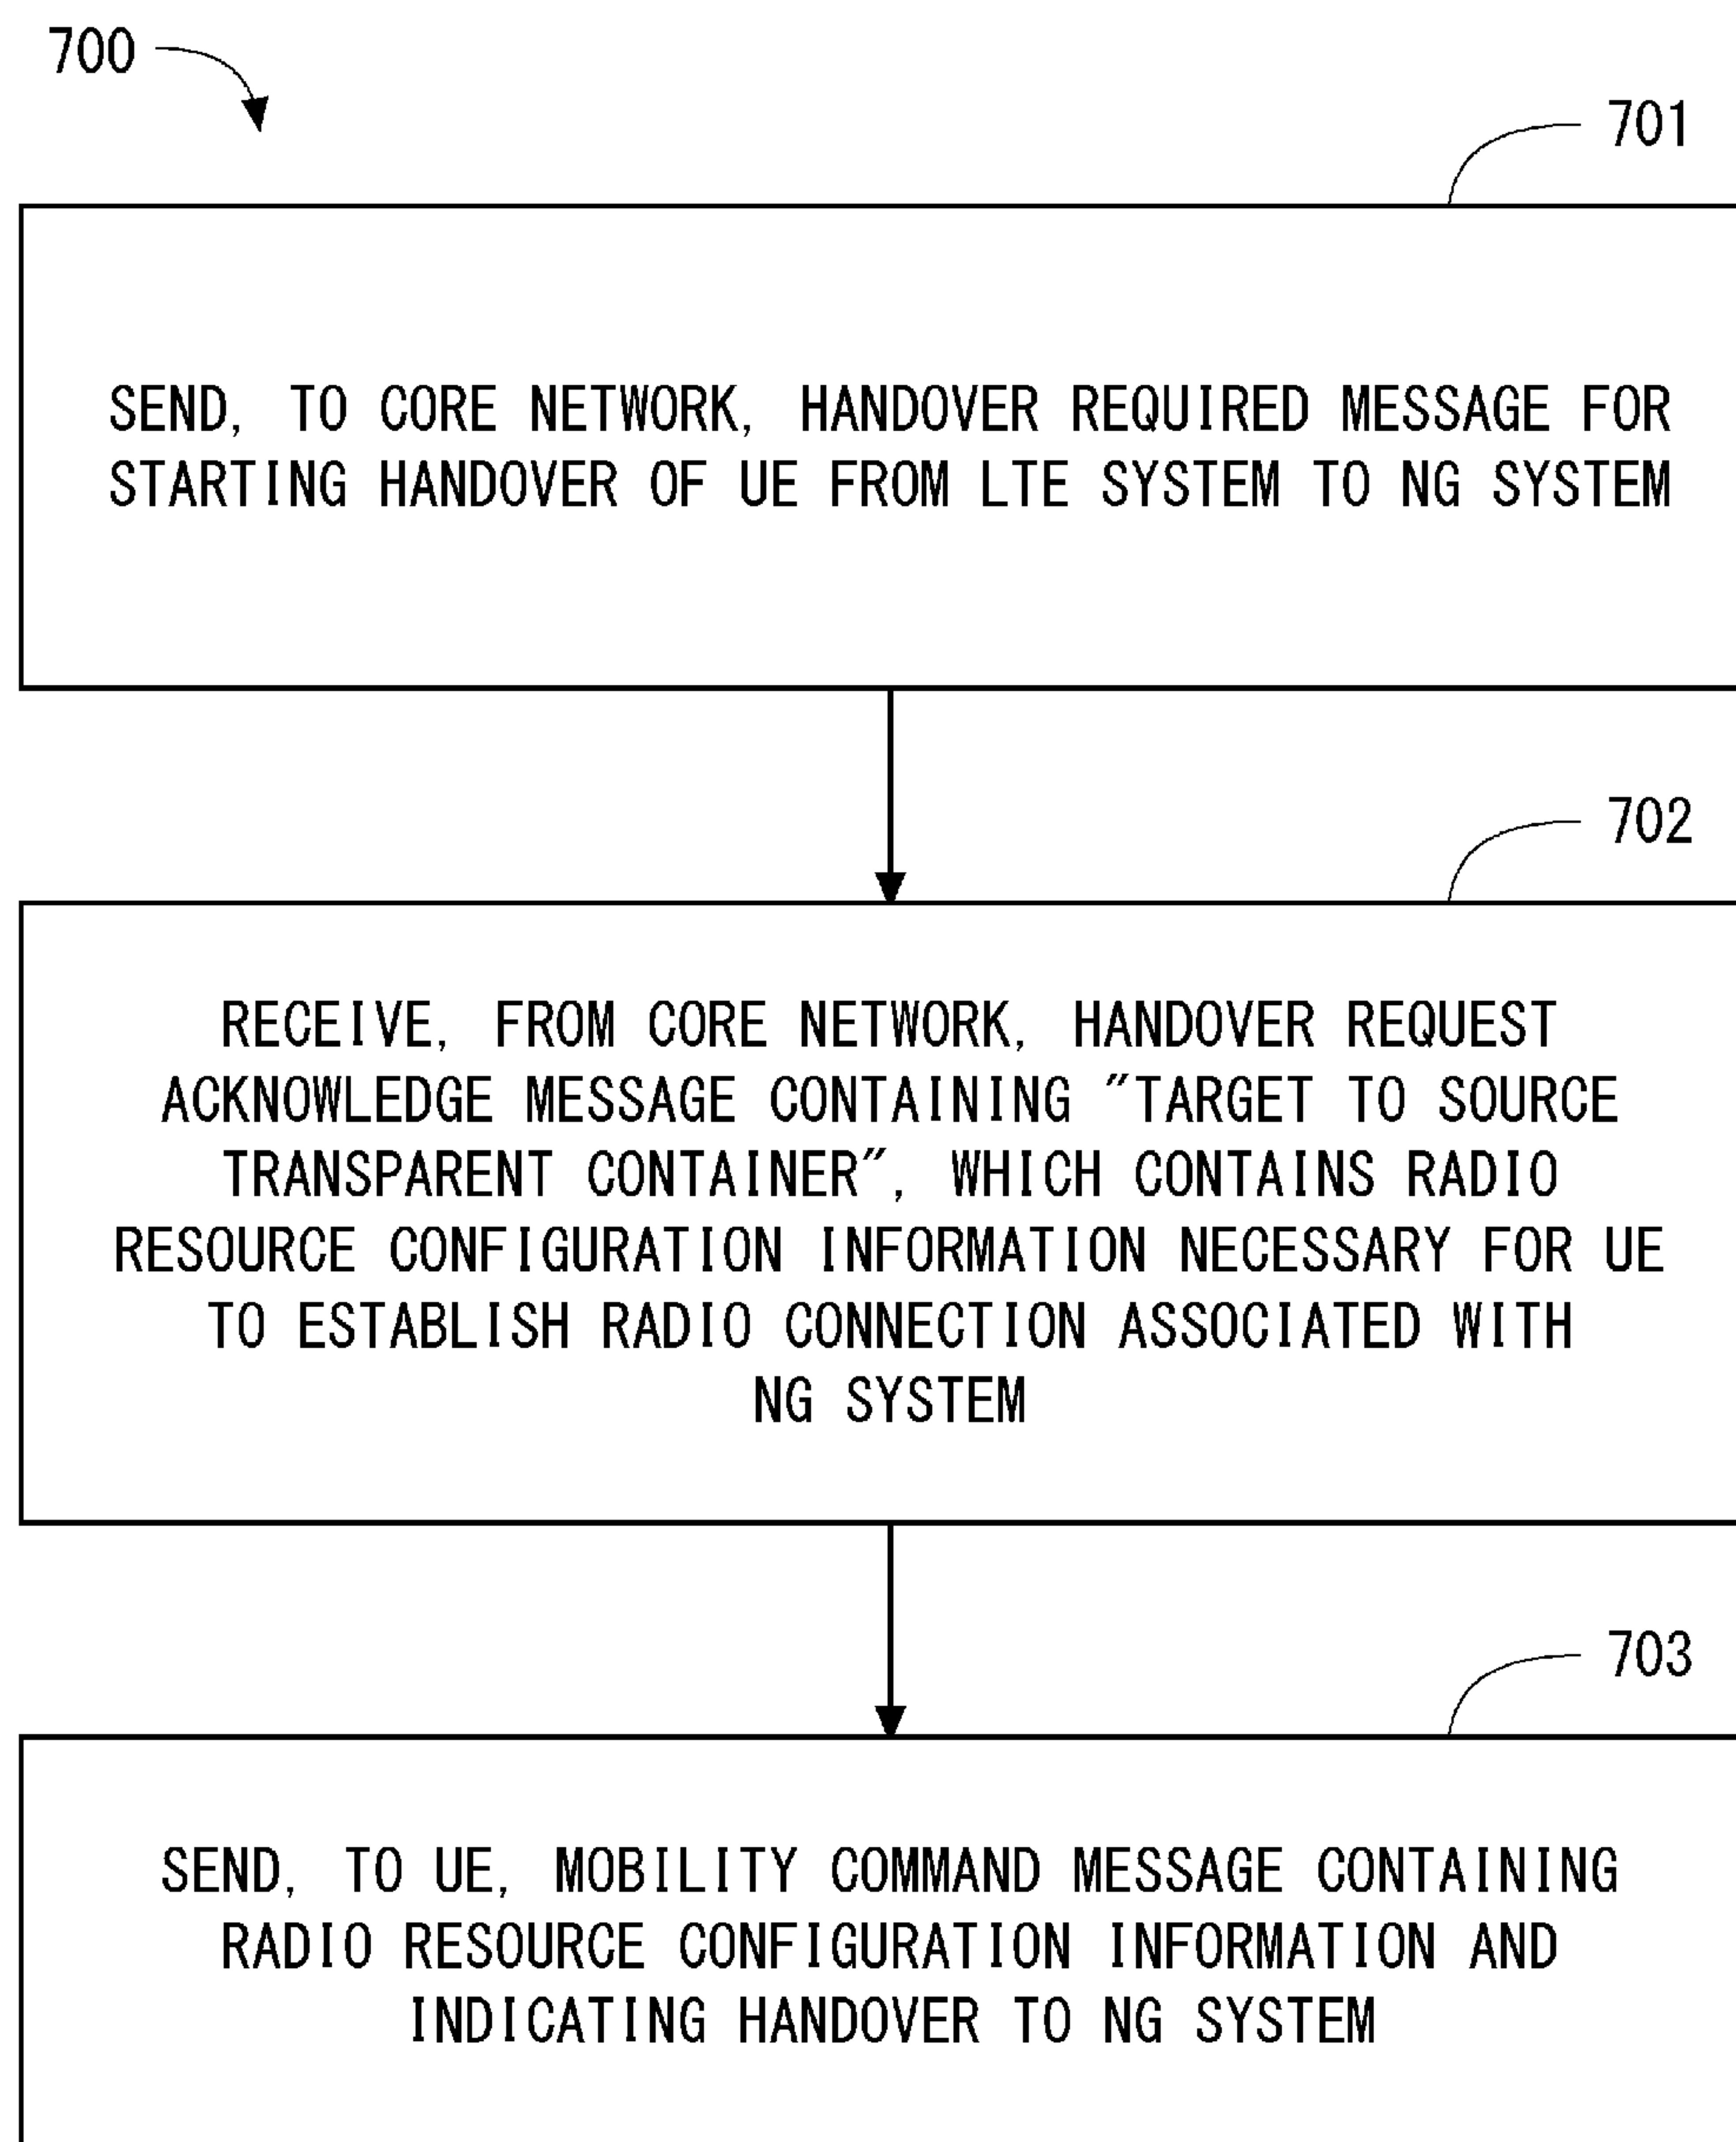 700
701
SEND, TO CORE NETWORK, HANDOVER REQUIRED MESSAGE FOR
STARTING HANDOVER OF UE FROM LTE SYSTEM TO NG SYSTEM
702
RECEIVE, FROM CORE NETWORK, HANDOVER REQUEST
ACKNOWLEDGE MESSAGE CONTAINING "TARGET TO SOURCE
TRANSPARENT CONTAINER", WHICH CONTAINS RADIO
RESOURCE CONFIGURATION INFORMATION NECESSARY FOR UE
TO ESTABLISH RADIO CONNECTION ASSOCIATED WITH
NG SYSTEM
703
SEND, TO UE, MOBILITY COMMAND MESSAGE CONTAINING
RADIO RESOURCE CONFIGURATION INFORMATION AND
INDICATING HANDOVER TO NG SYSTEM